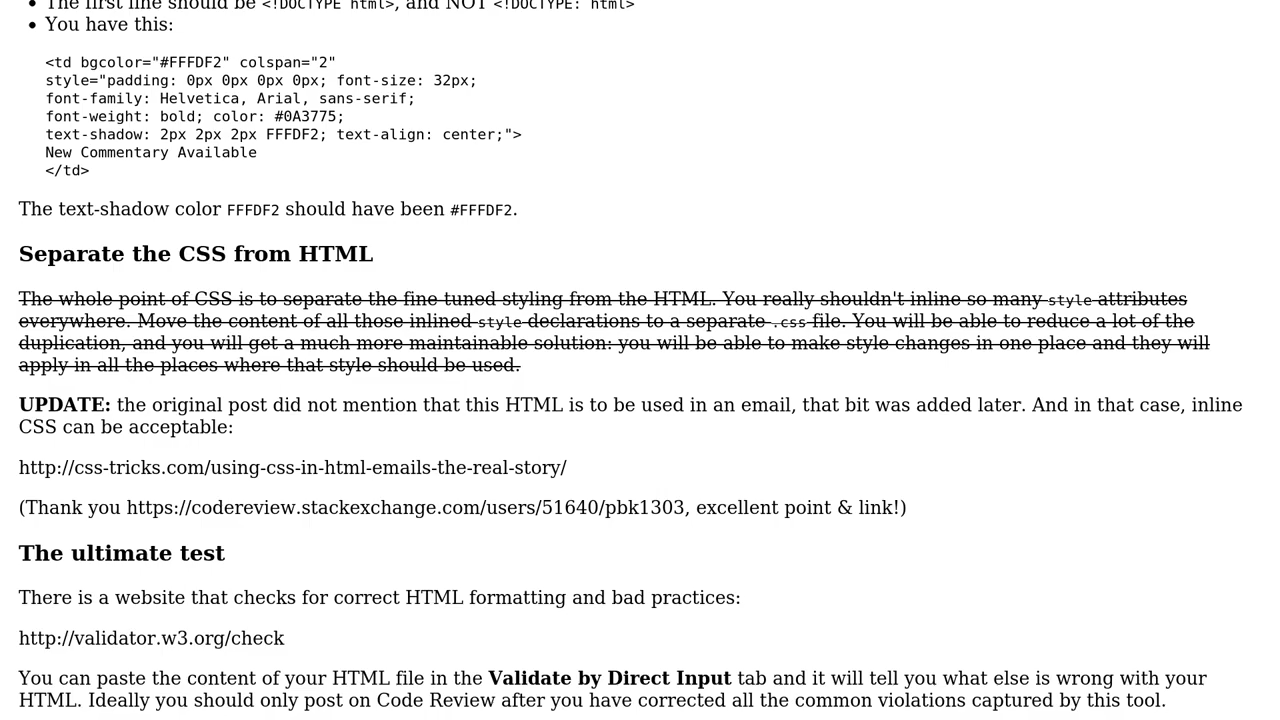 • The first line should be <!DOCTYPE html>, and NOT <!DOCTYPE: html>
• You have this:
<td bgcolor="#FFFDF2" colspan="2"
style="padding: 0px 0px 0px 0px; font-size: 32px;
font-family: Helvetica, Arial, sans-serif;
font-weight: bold; color: #0A3775;
text-shadow: 2px 2px 2px FFFDF2; text-align: center;">
New Commentary Available
</td>
The text-shadow color FFFDF2 should have been #FFFDF2.
Separate the CSS from HTML
The whole point of CSS is to separate the fine tuned styling from the HTML. You really shouldn't inline so many style attributes
everywhere. Move the content of all those inlined style declarations to a separate .css file. You will be able to reduce a lot of the
duplication, and you will get a much more maintainable solution: you will be able to make style changes in one place and they will
apply in all the places where that style should be used.
UPDATE: the original post did not mention that this HTML is to be used in an email, that bit was added later. And in that case, inline
CSS can be acceptable:
http://css-tricks.com/using-css-in-html-emails-the-real-story/
(Thank you https://codereview.stackexchange.com/users/51640/pbk1303, excellent point & link!)
The ultimate test
There is a website that checks for correct HTML formatting and bad practices:
http://validator.w3.org/check
You can paste the content of your HTML file in the Validate by Direct Input tab and it will tell you what else is wrong with your
HTML. Ideally you should only post on Code Review after you have corrected all the common violations captured by this tool.